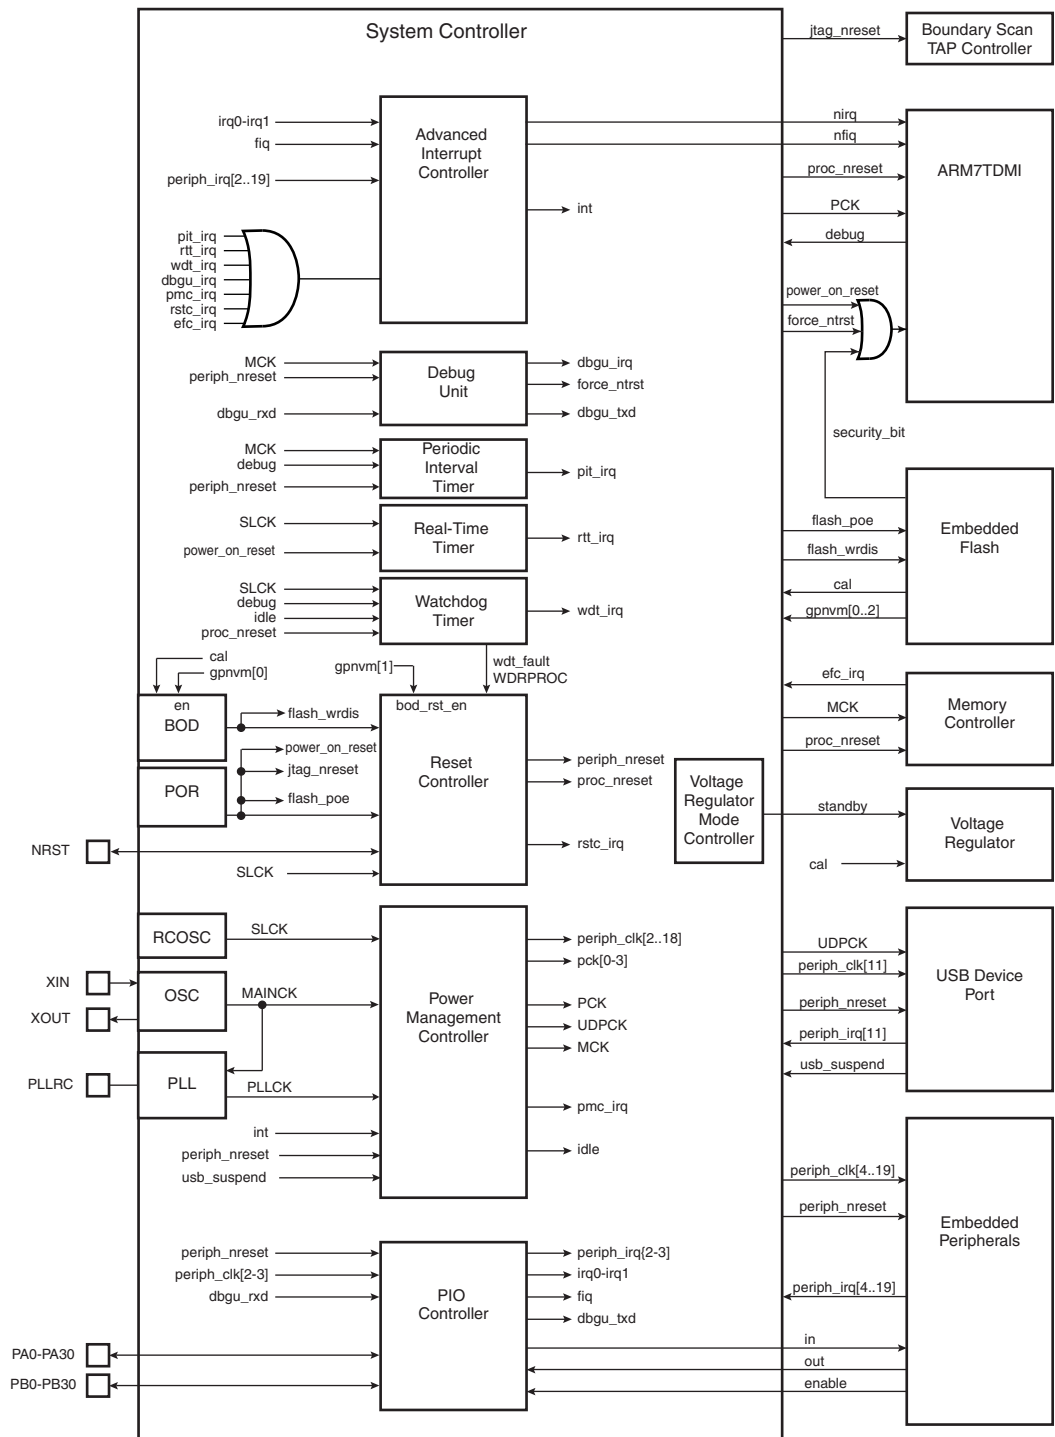 System Controller
jtag_nreset
Boundary Scan
TAP Controller
irq0-irq1
fiq
periph_irq[2..19]
Advanced
Interrupt
Controller
int
nirq
nfiq
proc_nreset
PCK
debug
ARM7TDMI
pit_irq
rtt_irq
wdt_irq
dbgu_irq
pmc_irq
rstc_irq
efc_irq
power_on_reset
force_ntrst
security_bit
MCK
periph_nreset
dbgu_rxd
Debug
Unit
dbgu_irq
force_ntrst
dbgu_txd
MCK
debug
periph_nreset
Periodic
Interval
Timer
pit_irq
SLCK
power_on_reset
Real-Time
Timer
rtt_irq
flash_poe
flash_wrdis
cal
gpnvm[0..2]
Embedded
Flash
SLCK
debug
idle
proc_nreset
Watchdog
Timer
wdt_irq
cal
gpnvm[0]
gpnvm[1]
wdt_fault
WDRPROC
en
BOD
flash_wrdis
power_on_reset
jtag_nreset
flash_poe
POR
bod_rst_en
Reset
Controller
periph_nreset
proc_nreset
rstc_irq
NRST
SLCK
efc_irq
MCK
proc_nreset
Memory
Controller
Voltage
Regulator
Mode
Controller
standby
cal
Voltage
Regulator
RCOSC
SLCK
XIN
OSC
MAINCK
XOUT
PLLRC
PLL
PLLCK
int
periph_nreset
usb_suspend
Power
Management
Controller
periph_clk[2..18]
pck[0-3]
PCK
UDPCK
MCK
pmc_irq
idle
UDPCK
periph_clk[11]
periph_nreset
periph_irq[11]
usb_suspend
USB Device
Port
periph_nreset
periph_clk[2-3]
dbgu_rxd
PIO
Controller
periph_irq{2-3]
irq0-irq1
fiq
dbgu_txd
PA0-PA30
PB0-PB30
periph_clk[4..19]
periph_nreset
periph_irq[4..19]
in
out
enable
Embedded
Peripherals